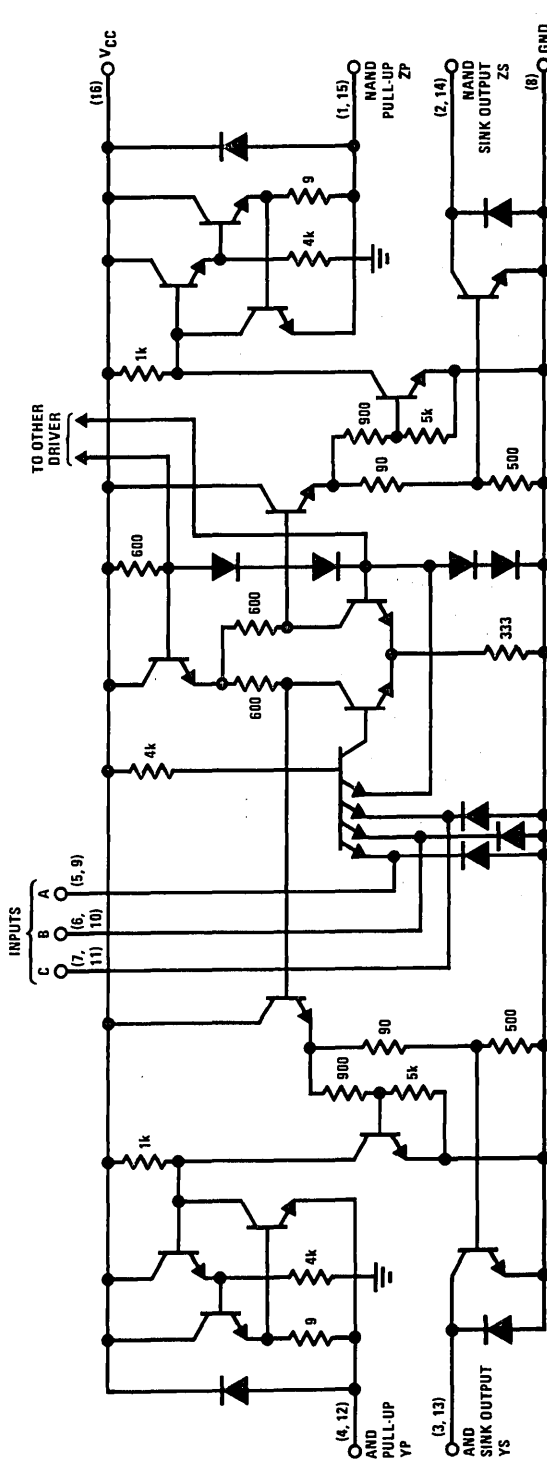 INPUTS
C B A
(7, 11) (6, 10) (5, 9)
TO OTHER
DRIVER
(16) VCC
1k
4k
600
1k
600
600
9
4k
900
5k
90
500
333
900
5k
90
500
4k
9
(4, 12)
AND
PULL-UP
YP
(1, 15)
NAND
PULL-UP
ZP
(3, 13)
AND
SINK OUTPUT
YS
(2, 14)
NAND
SINK OUTPUT
ZS
(8) GND